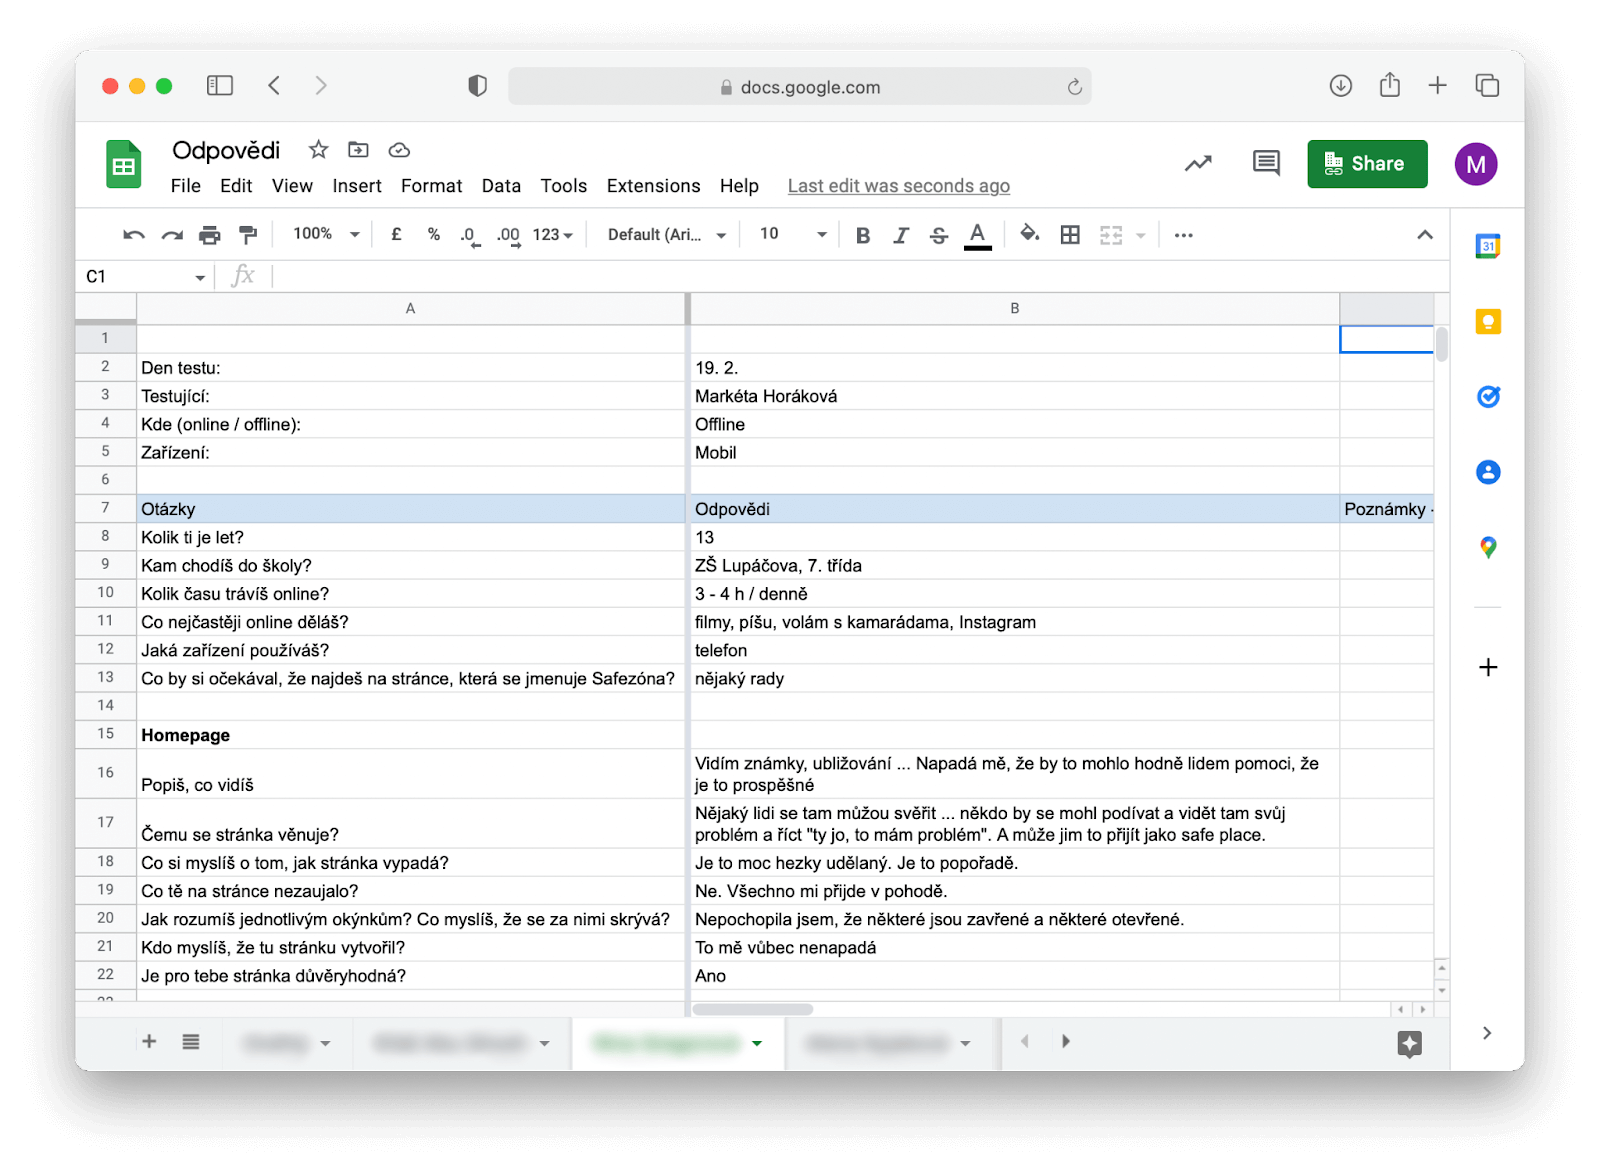 docs.google.com
Odpovědi
Share
M
File Edit View Insert Format Data Tools Extensions Help Last edit was seconds ago
100% £ % .0 .00 123 Default (Ari... 10 B I S A
31
C1 fx
A B
1
2 Den testu: 19. 2.
3 Testující: Markéta Horáková
4 Kde (online / offline): Offline
5 Zařízení: Mobil
6
7 Otázky Odpovědi Poznámky -
8 Kolik ti je let? 13
9 Kam chodíš do školy? ZŠ Lupáčova, 7. třída
10 Kolik času trávíš online? 3 - 4 h / denně
11 Co nejčastěji online děláš? filmy, píšu, volám s kamarádama, Instagram
12 Jaká zařízení používáš? telefon
13 Co by si očekával, že najdeš na stránce, která se jmenuje Safezóna? nějaký rady
14
15 Homepage
16 Popiš, co vidíš Vidím známky, ubližování ... Napadá mě, že by to mohlo hodně lidem pomoci, že
je to prospěšné
17 Čemu se stránka věnuje? Nějaký lidi se tam můžou svěřit ... někdo by se mohl podívat a vidět tam svůj
problém a říct "ty jo, to mám problém". A může jim to přijít jako safe place.
18 Co si myslíš o tom, jak stránka vypadá? Je to moc hezky udělaný. Je to popořadě.
19 Co tě na stránce nezaujalo? Ne. Všechno mi přijde v pohodě.
20 Jak rozumíš jednotlivým okýnkům? Co myslíš, že se za nimi skrývá? Nepochopila jsem, že některé jsou zavřené a některé otevřené.
21 Kdo myslíš, že tu stránku vytvořil? To mě vůbec nenapadá
22 Je pro tebe stránka důvěryhodná? Ano